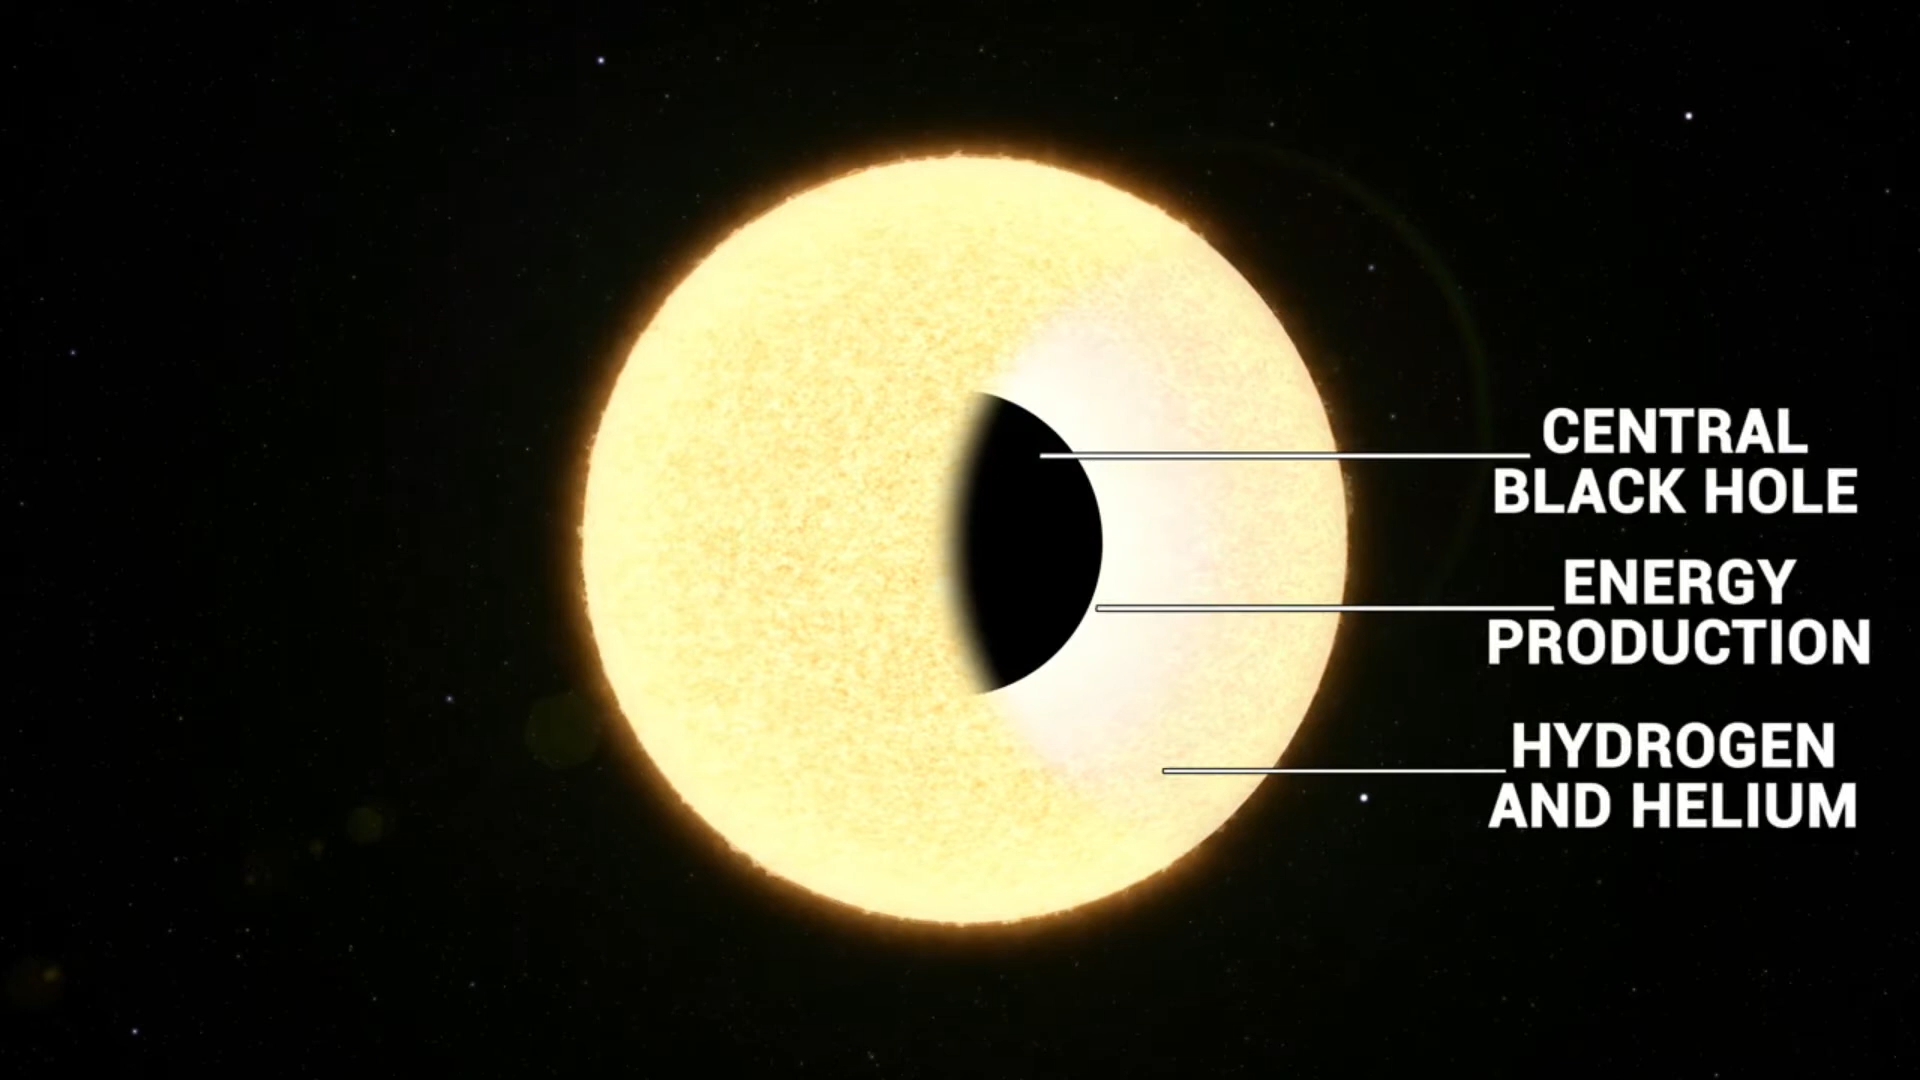 CENTRAL
BLACK HOLE
ENERGY
PRODUCTION
HYDROGEN
AND HELIUM